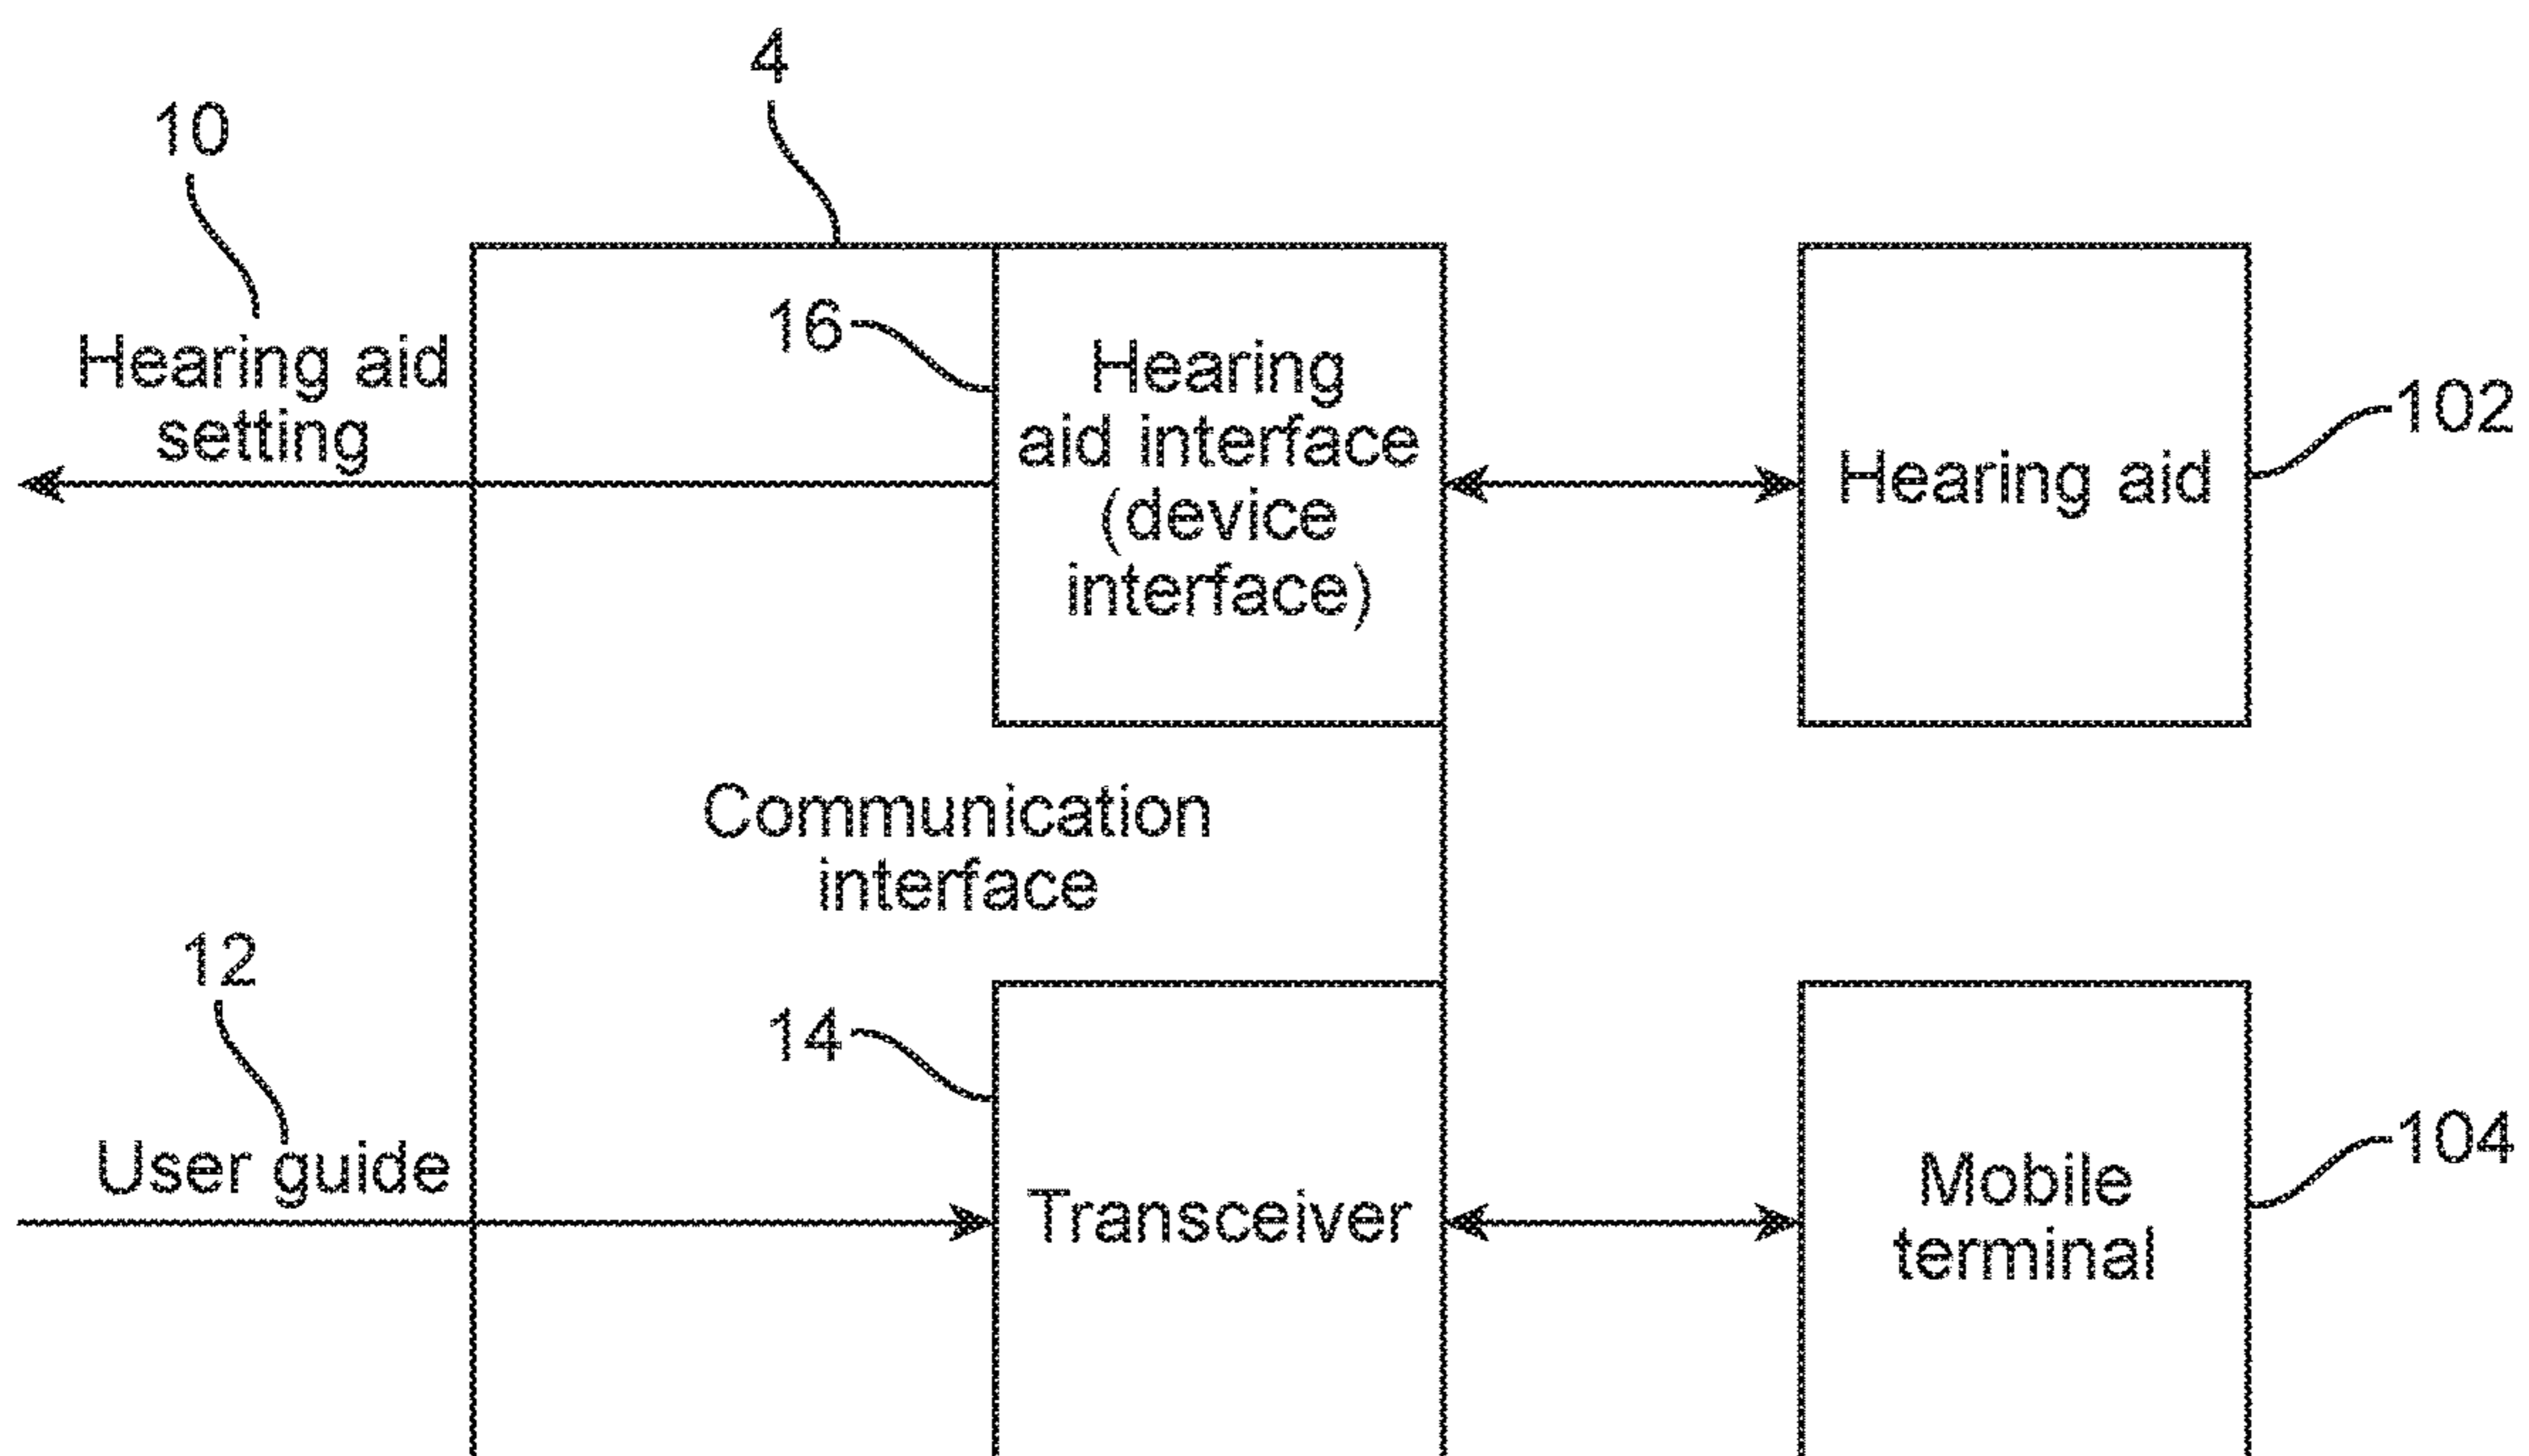 4
10
Hearing aid
setting
16
Hearing
aid interface
(device
interface)
Hearing aid
102
Communication
interface
12
User guide
14
Transceiver
Mobile
terminal
104